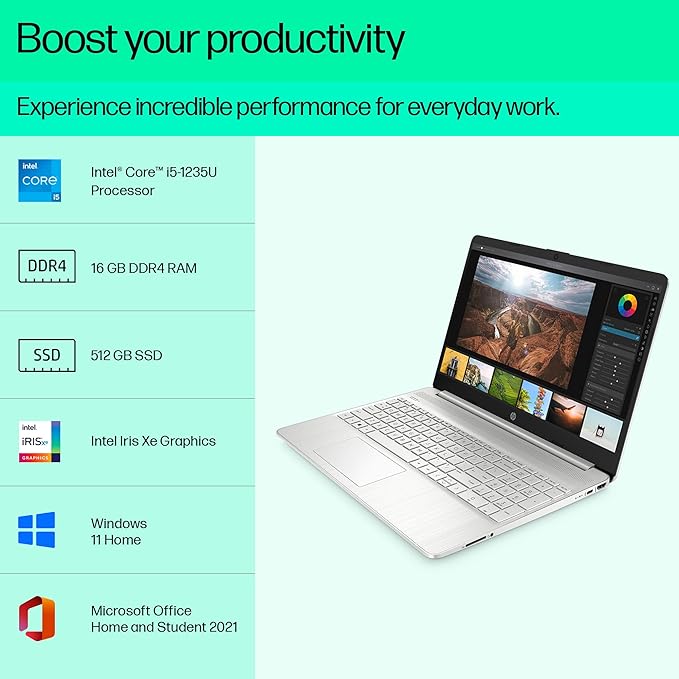 Boost your productivity
Experience incredible performance for everyday work.
intel
CORE
i5
Intel® Core™ i5-1235U
Processor
DDR4
16 GB DDR4 RAM
SSD
512 GB SSD
intel
iRISxe
GRAPHICS
Intel Iris Xe Graphics
Windows
11 Home
Microsoft Office
Home and Student 2021
hp